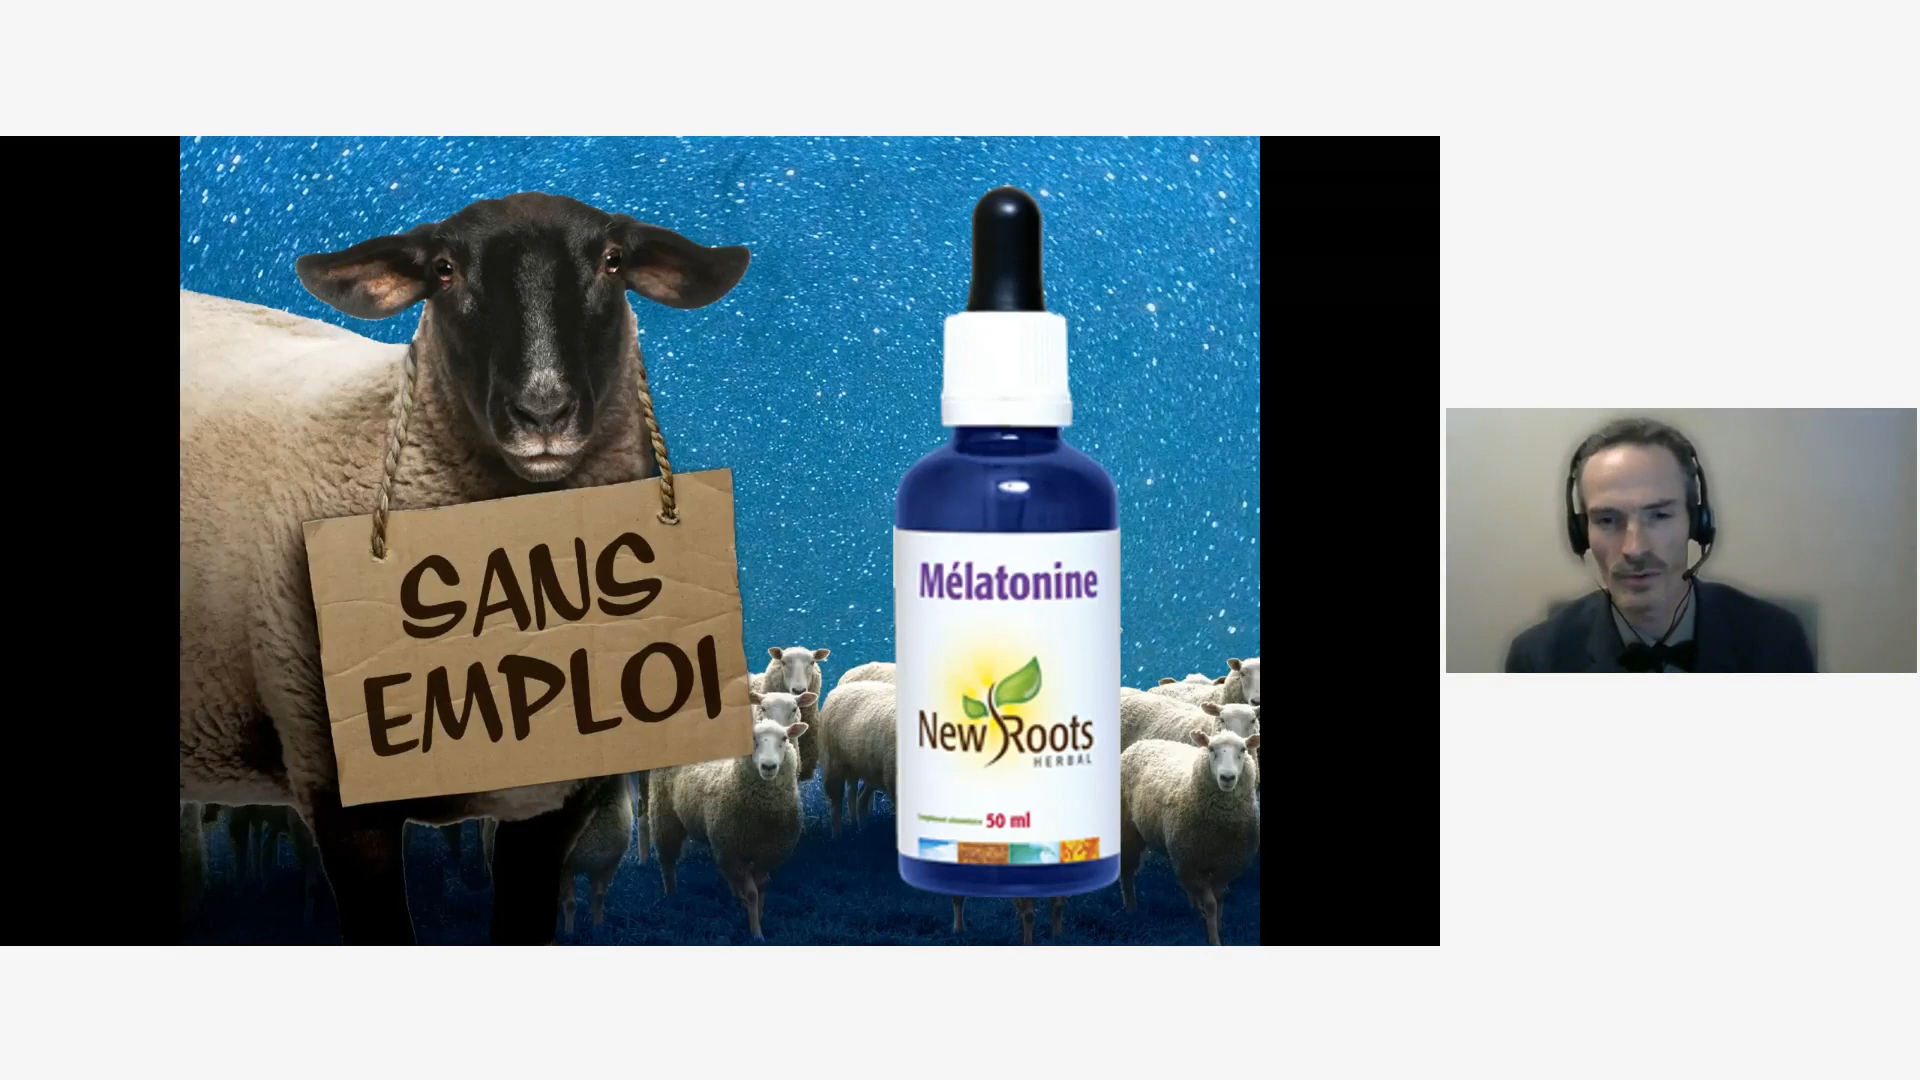 SANS
EMPLOI
Mélatonine
New Roots
HERBAL
50 ml